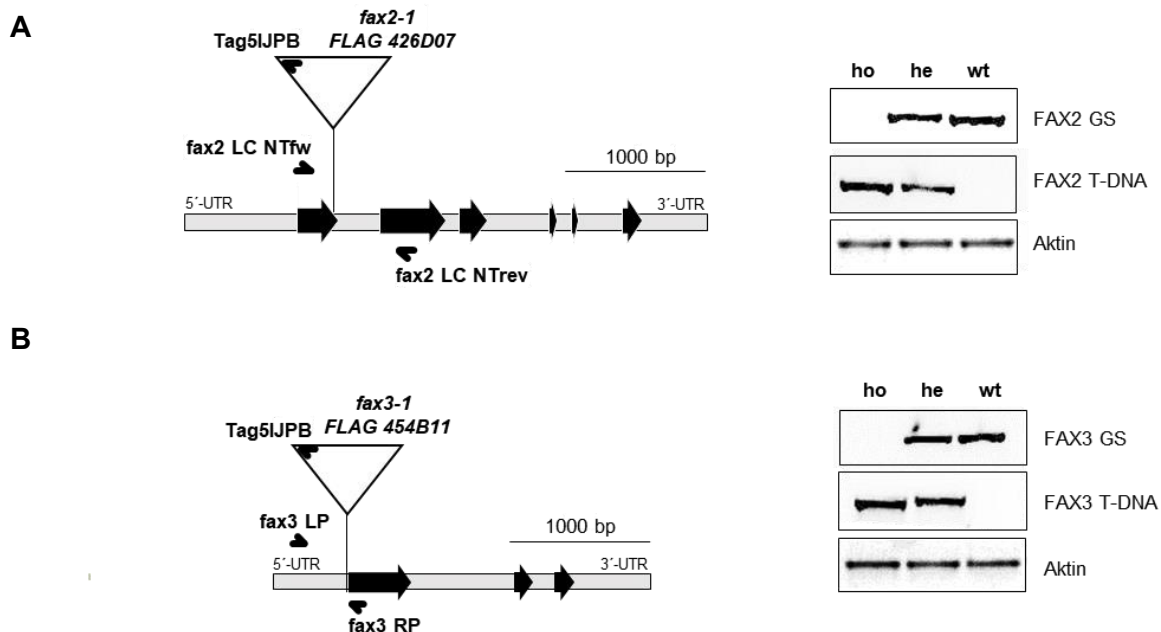 A
fax2-1
Tag5IJPB FLAG 426D07
fax2 LC NTfw
1000 bp
5´-UTR 3´-UTR
fax2 LC NTrev
ho he wt
FAX2 GS
FAX2 T-DNA
Aktin
B
fax3-1
Tag5IJPB FLAG 454B11
fax3 LP
1000 bp
5´-UTR 3´-UTR
fax3 RP
ho he wt
FAX3 GS
FAX3 T-DNA
Aktin